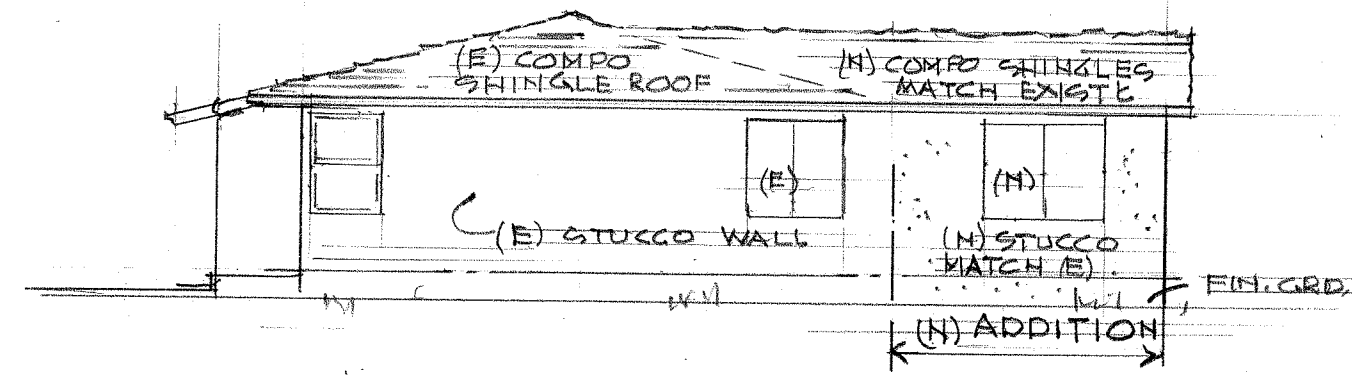 (E) COMPO
SHINGLE ROOF
(N) COMPO SHINGLES
MATCH EXIST'G
(E)
(N)
(E) STUCCO WALL
(N) STUCCO
MATCH (E)
FIN. GRD.
(N) ADDITION